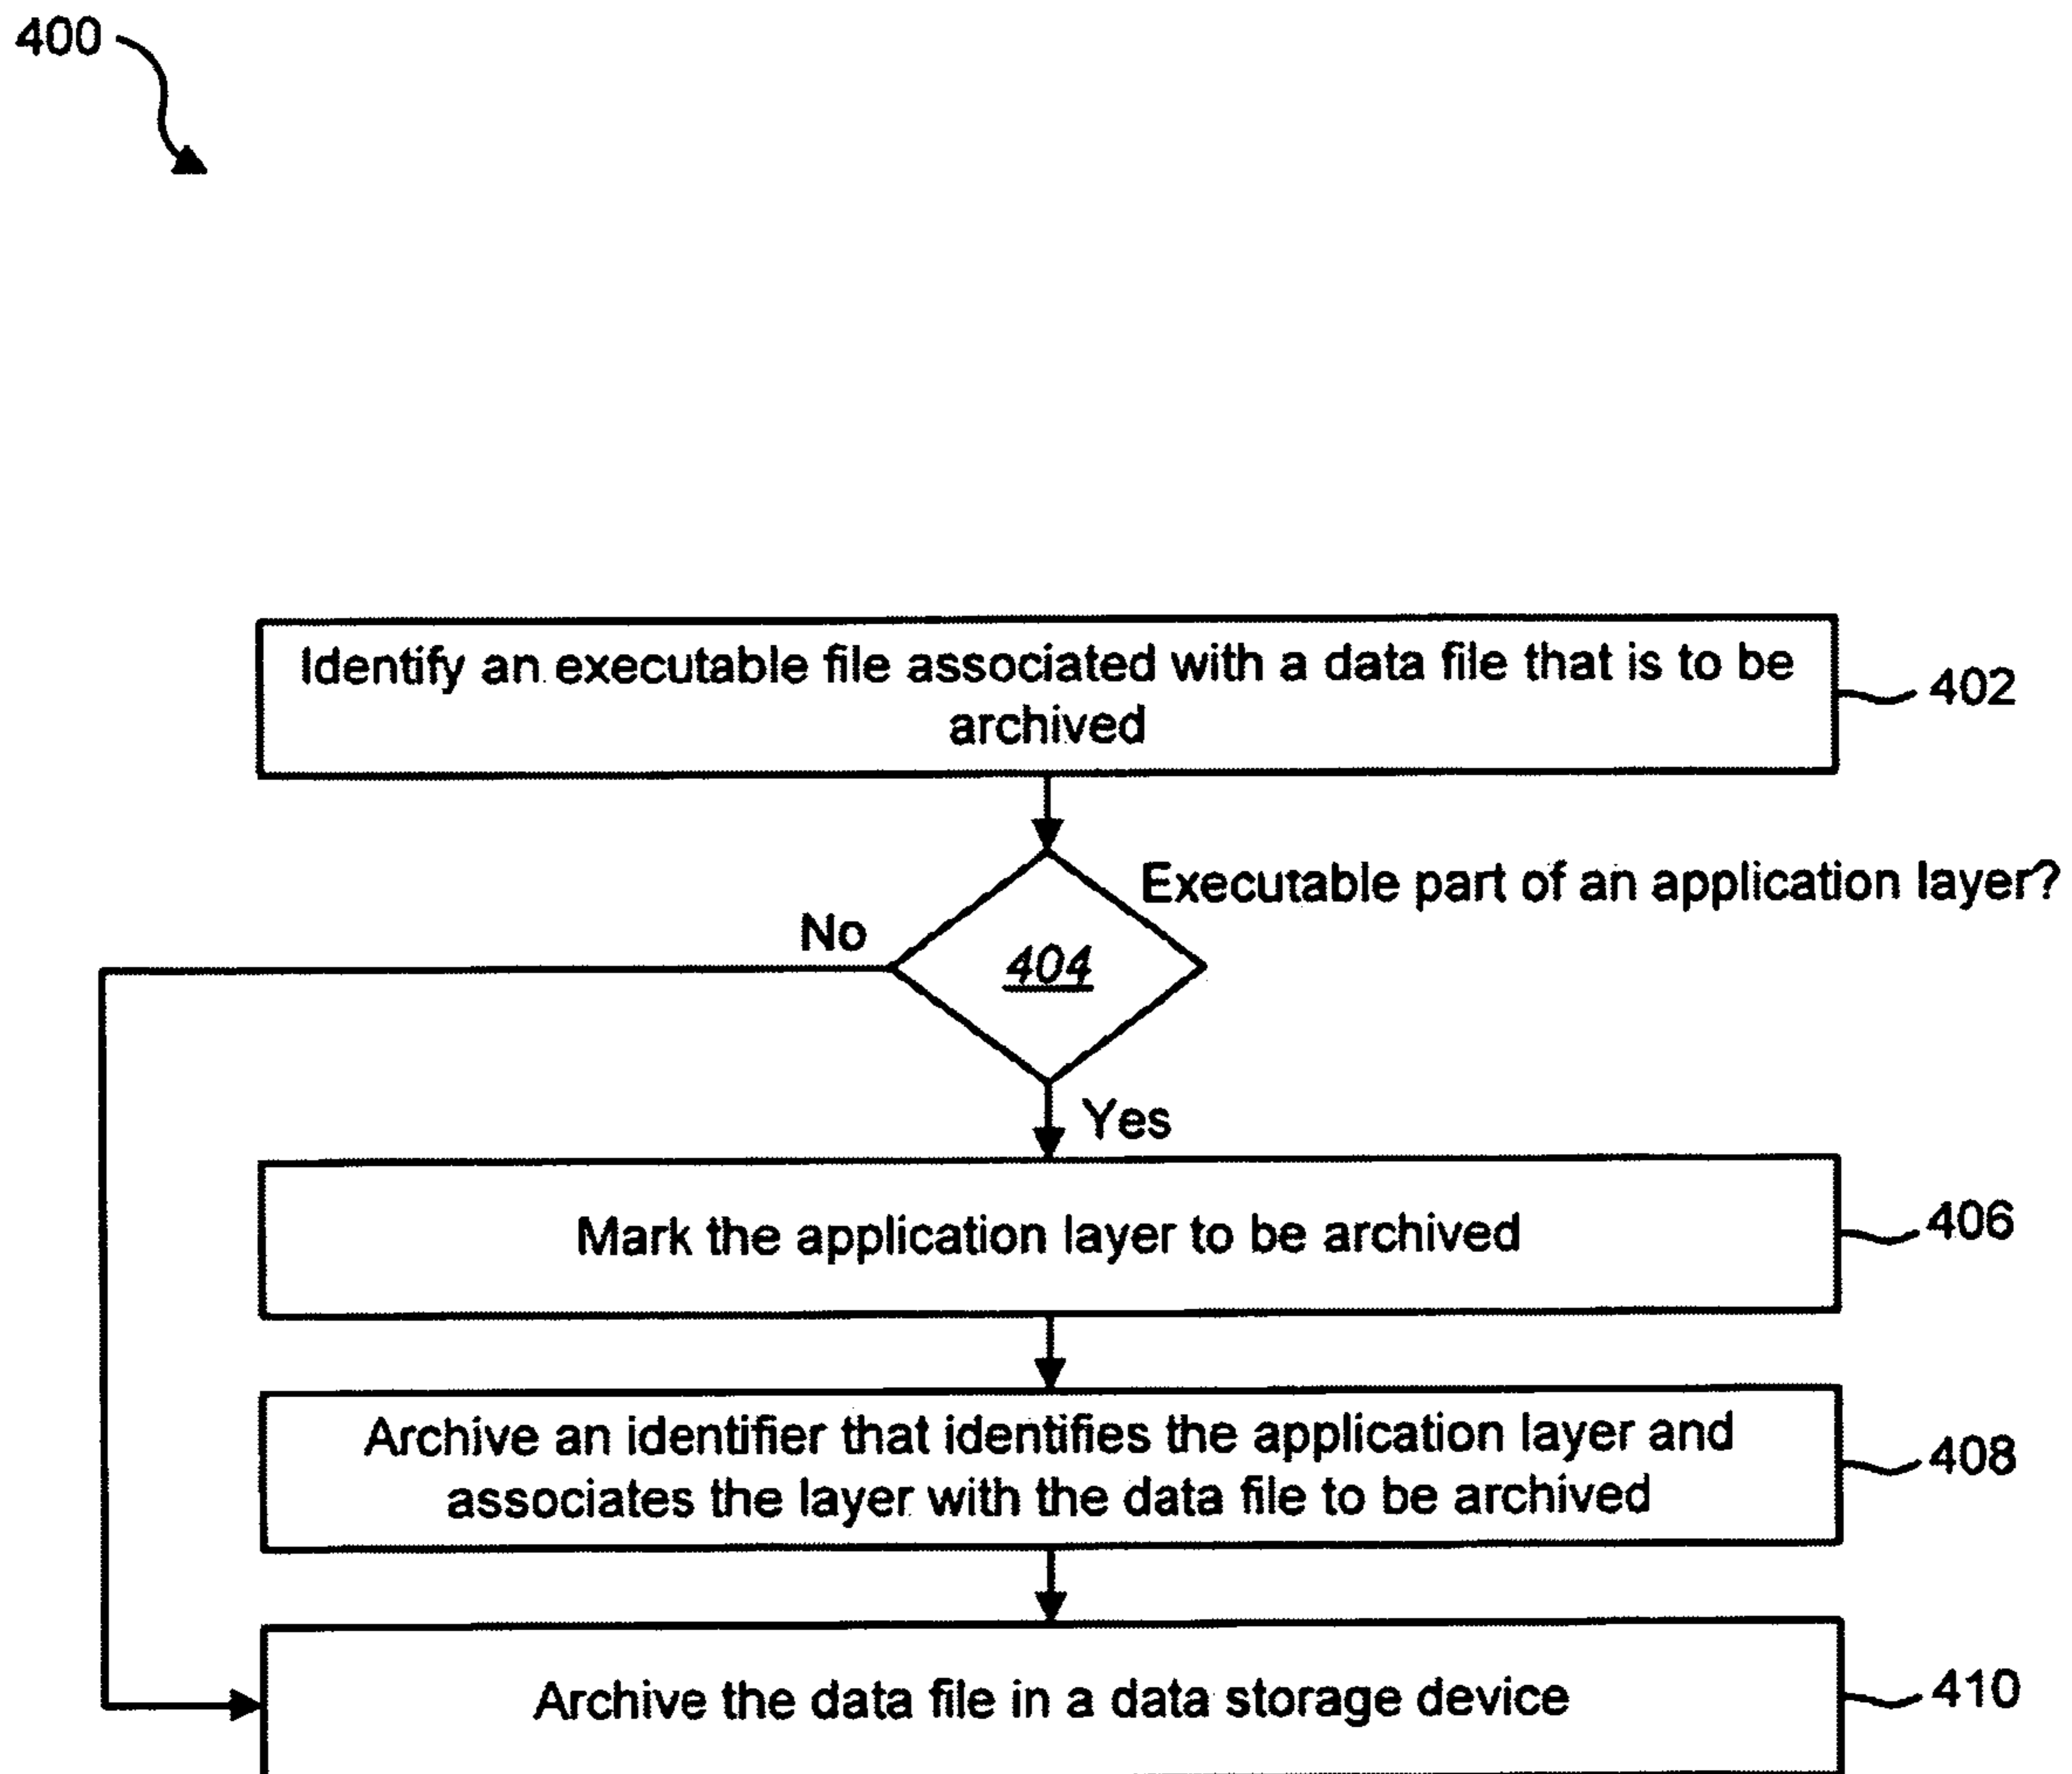 400
Identify an executable file associated with a data file that is to be
archived
402
Executable part of an application layer?
No
404
Yes
Mark the application layer to be archived
406
Archive an identifier that identifies the application layer and
associates the layer with the data file to be archived
408
Archive the data file in a data storage device
410